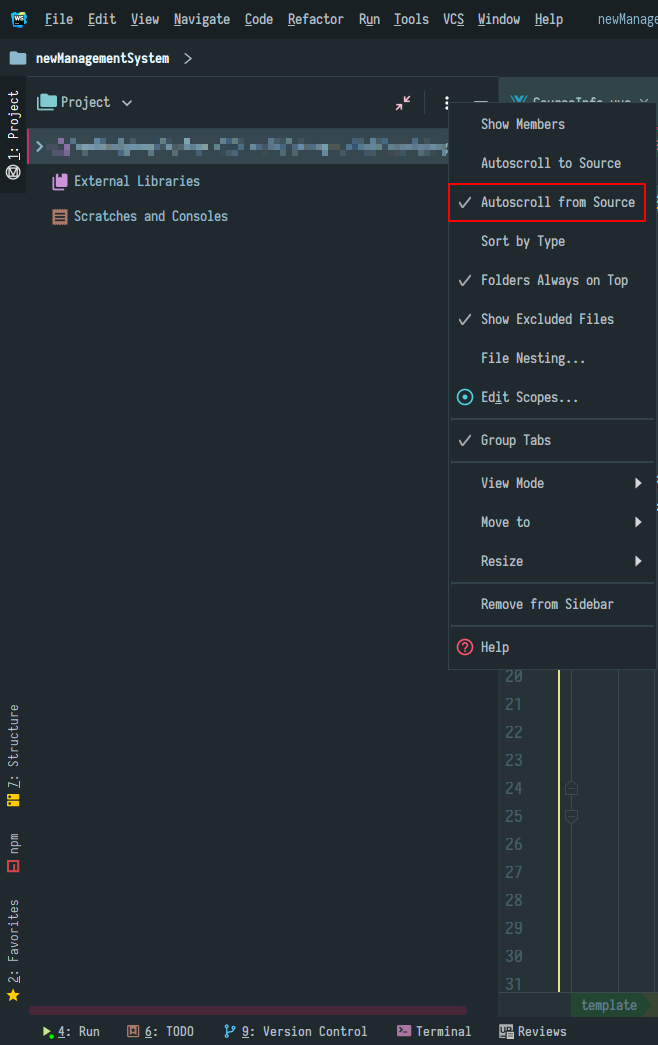 WS File Edit View Navigate Code Refactor Run Tools VCS Window Help newManage
newManagementSystem
1: Project
Project
CourseInfo.vue
External Libraries
Scratches and Consoles
Show Members
Autoscroll to Source
Autoscroll from Source
Sort by Type
Folders Always on Top
Show Excluded Files
File Nesting...
Edit Scopes...
Group Tabs
View Mode
Move to
Resize
Remove from Sidebar
Help
20
21
22
23
24
25
26
27
28
29
30
31
7: Structure
npm
2: Favorites
template
4: Run 6: TODO 9: Version Control Terminal Reviews